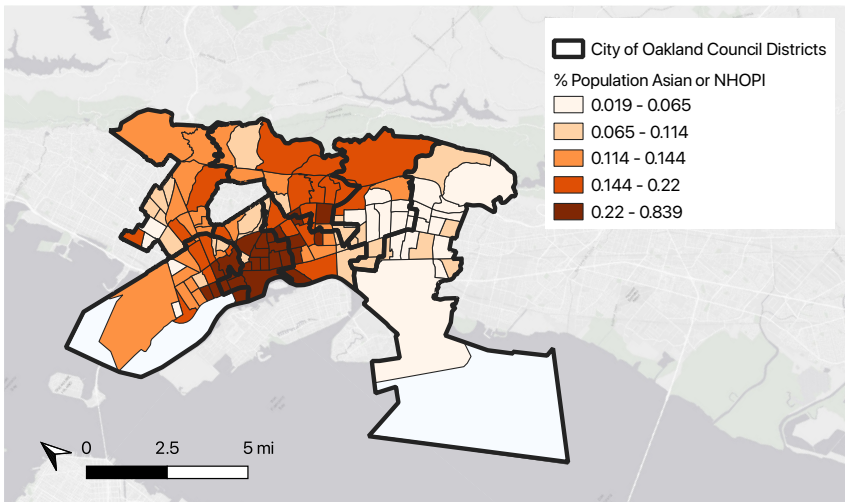 City of Oakland Council Districts
% Population Asian or NHOPI
0.019 - 0.065
0.065 - 0.114
0.114 - 0.144
0.144 - 0.22
0.22 - 0.839
0 2.5 5 mi